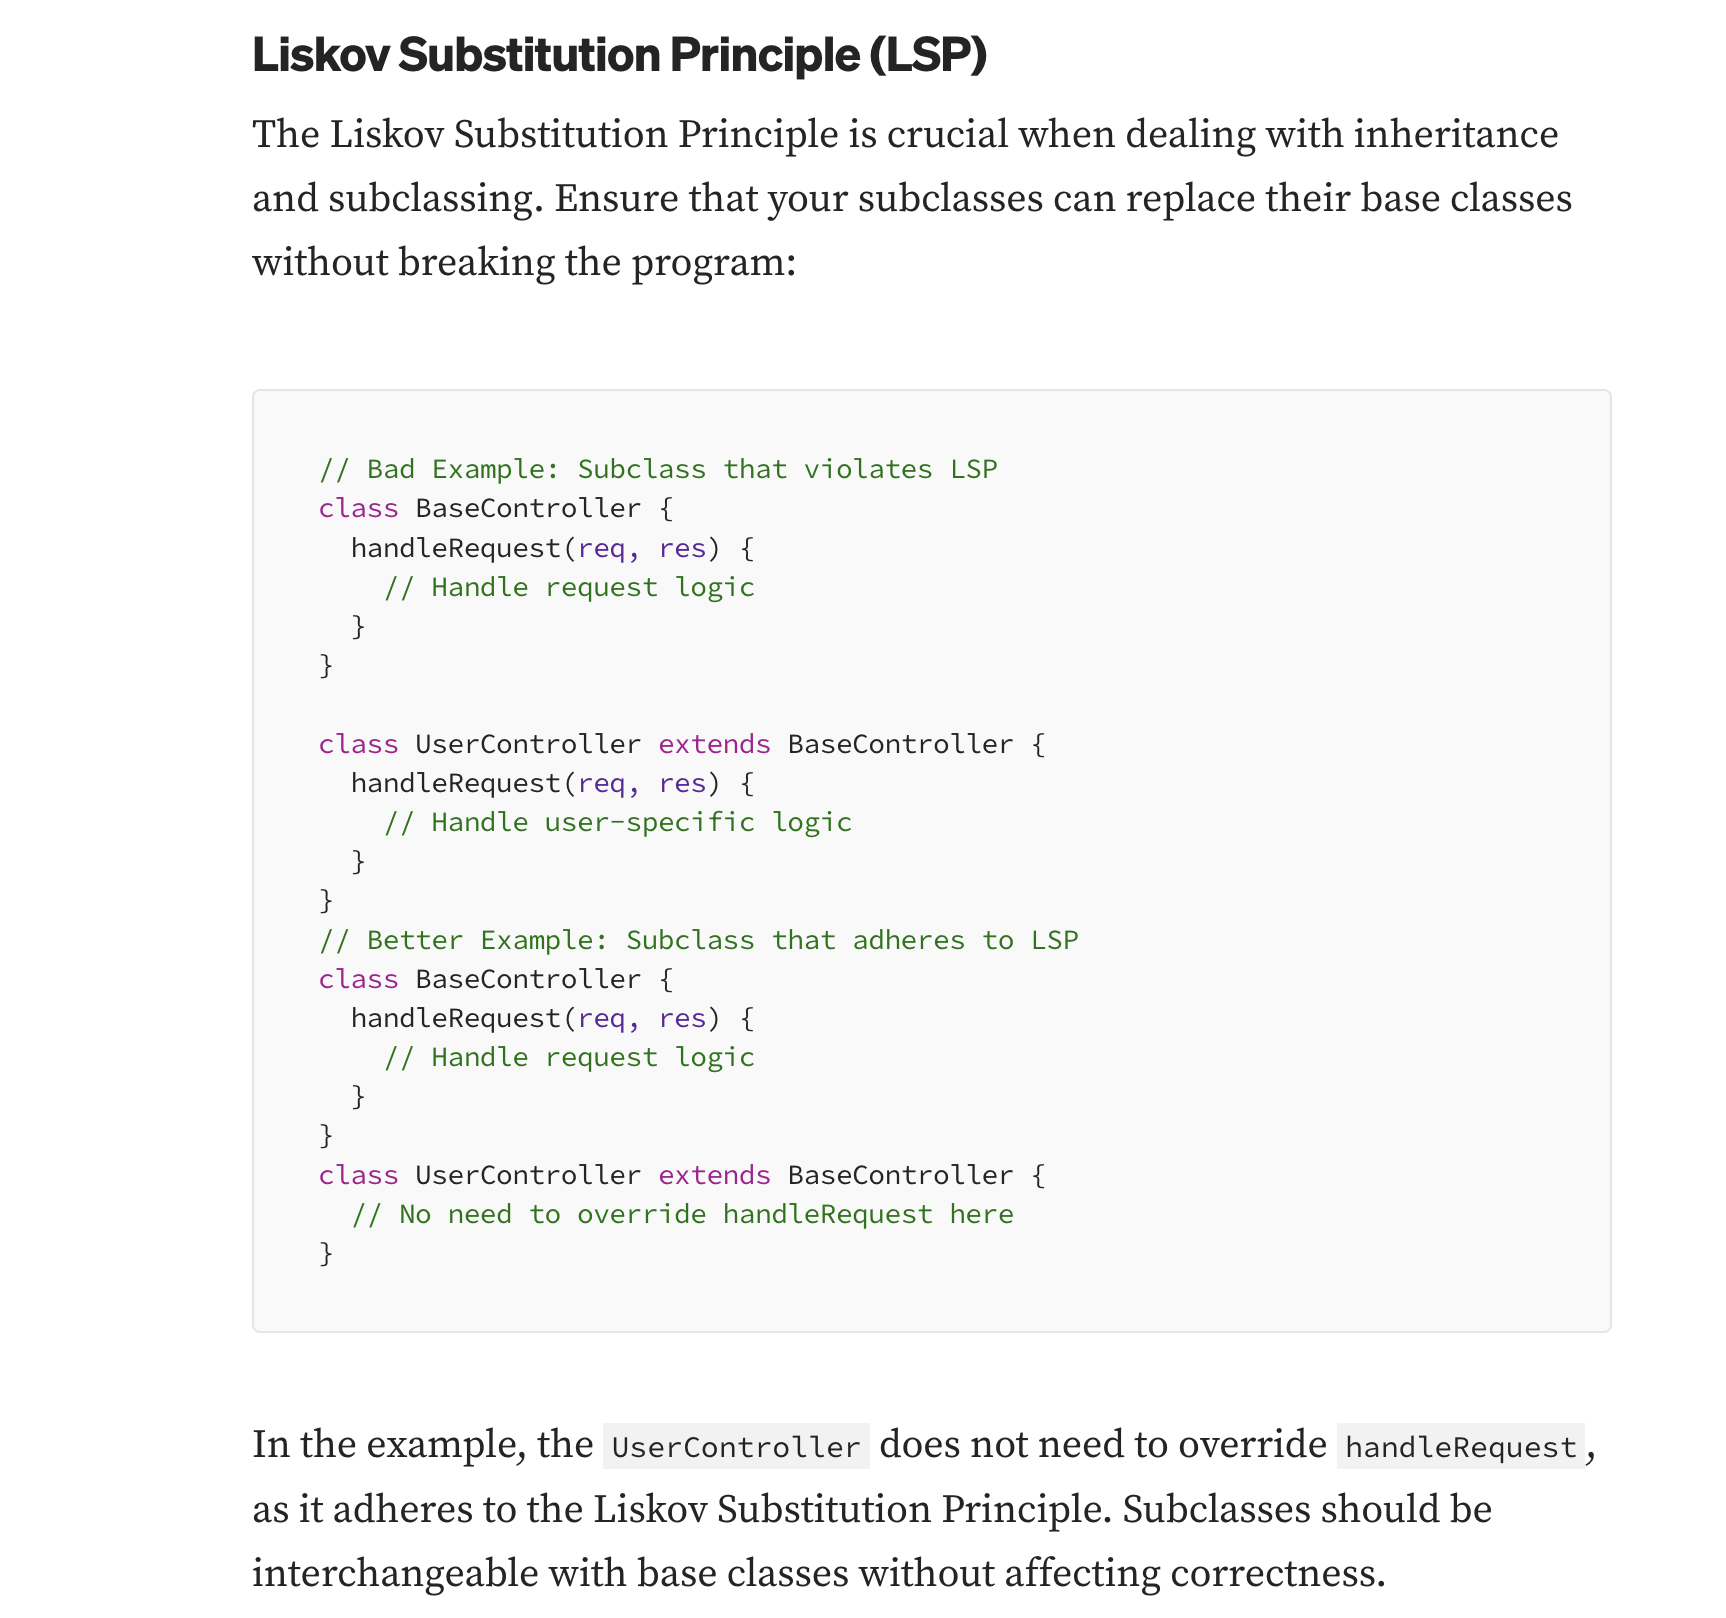 Liskov Substitution Principle (LSP)
The Liskov Substitution Principle is crucial when dealing with inheritance
and subclassing. Ensure that your subclasses can replace their base classes
without breaking the program:
// Bad Example: Subclass that violates LSP
class BaseController {
  handleRequest(req, res) {
    // Handle request logic
  }
}
class UserController extends BaseController {
  handleRequest(req, res) {
    // Handle user-specific logic
  }
}
// Better Example: Subclass that adheres to LSP
class BaseController {
  handleRequest(req, res) {
    // Handle request logic
  }
}
class UserController extends BaseController {
  // No need to override handleRequest here
}
In the example, the UserController does not need to override handleRequest,
as it adheres to the Liskov Substitution Principle. Subclasses should be
interchangeable with base classes without affecting correctness.